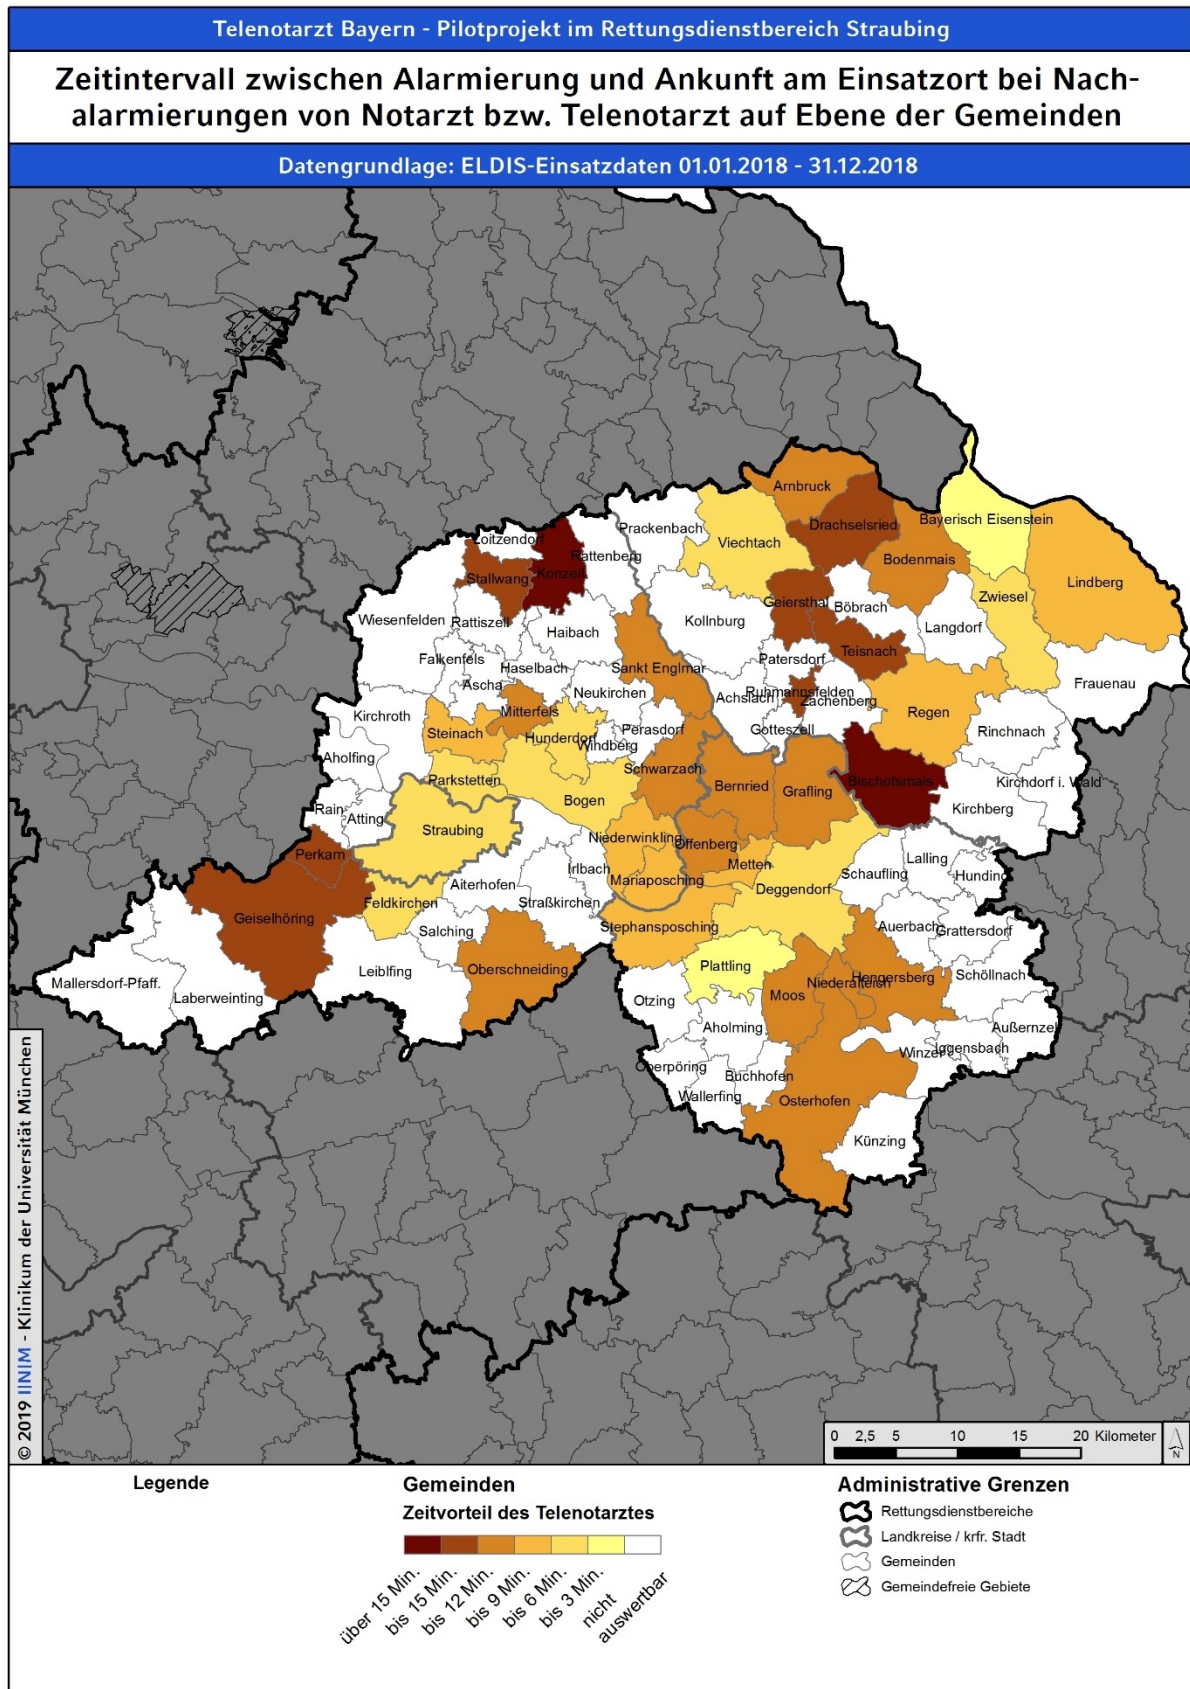 Telenotarzt Bayern - Pilotprojekt im Rettungsdienstbereich Straubing
Zeitintervall zwischen Alarmierung und Ankunft am Einsatzort bei Nach-
alarmierungen von Notarzt bzw. Telenotarzt auf Ebene der Gemeinden
Datengrundlage: ELDIS-Einsatzdaten 01.01.2018 - 31.12.2018
Arnbruck
Drachselsried
Bayerisch Eisenstein
Prackenbach
Viechtach
Loitzendorf
Rattenberg
Konzell
Stallwang
Bodenmais
Lindberg
Zwiesel
Geiersthal
Böbrach
Langdorf
Wiesenfelden
Rattiszell
Haibach
Kollnburg
Teisnach
Patersdorf
Falkenfels
Haselbach
Sankt Englmar
Frauenau
Ascha
Neukirchen
Achslach
Ruhmannsfelden
Zachenberg
Kirchroth
Mitterfels
Regen
Steinach
Hunderdorf
Windberg
Perasdorf
Gotteszell
Rinchnach
Aholfing
Schwarzach
Parkstetten
Bernried
Grafling
Bischofsmais
Kirchdorf i. Wald
Bogen
Kirchberg
Rain
Atting
Straubing
Niederwinkling
Offenberg
Perkam
Irlbach
Metten
Schaufling
Lalling
Hunding
Aiterhofen
Mariaposching
Deggendorf
Feldkirchen
Straßkirchen
Geiselhöring
Salching
Stephansposching
Auerbach
Grattersdorf
Mallersdorf-Pfaff.
Laberweinting
Leiblfing
Oberschneiding
Plattling
Niederalteich
Hengersberg
Schöllnach
Otzing
Moos
Aholming
Außernzell
Winzer
Iggensbach
Oberpöring
Buchhofen
Wallerfing
Osterhofen
Künzing
© 2019 IINIM - Klinikum der Universität München
0 2,5 5 10 15 20 Kilometer
N
Legende
Gemeinden
Zeitvorteil des Telenotarztes
über 15 Min.
bis 15 Min.
bis 12 Min.
bis 9 Min.
bis 6 Min.
bis 3 Min.
nicht
auswertbar
Administrative Grenzen
Rettungsdienstbereiche
Landkreise / krfr. Stadt
Gemeinden
Gemeindefreie Gebiete